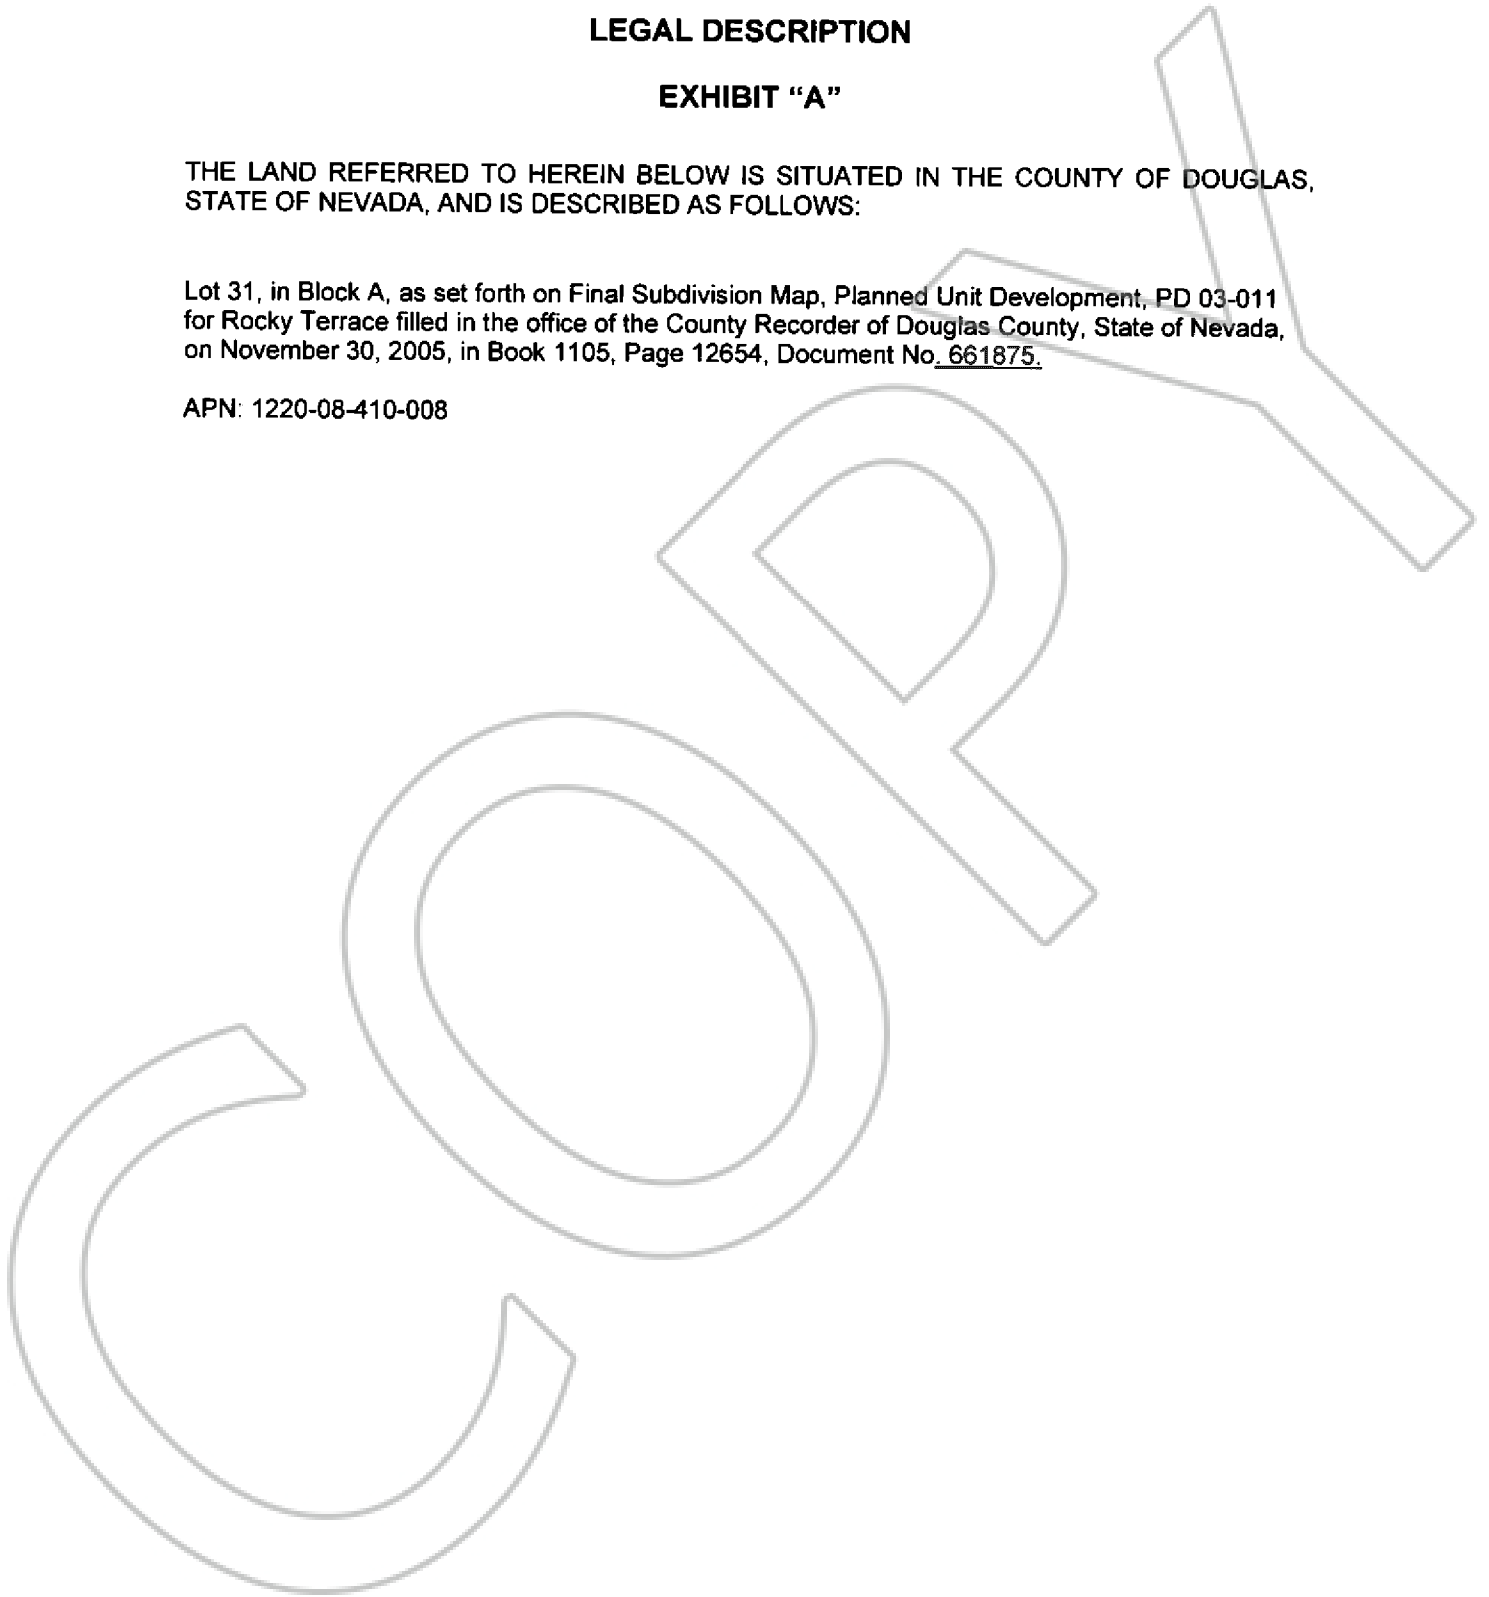 LEGAL DESCRIPTION
EXHIBIT “A”
THE LAND REFERRED TO HEREIN BELOW IS SITUATED IN THE COUNTY OF DOUGLAS,
STATE OF NEVADA, AND IS DESCRIBED AS FOLLOWS:
Lot 31, in Block A, as set forth on Final Subdivision Map, Planned Unit Development, PD 03-011
for Rocky Terrace filled in the office of the County Recorder of Douglas County, State of Nevada,
on November 30, 2005, in Book 1105, Page 12654, Document No. 661875.
APN: 1220-08-410-008
COPY